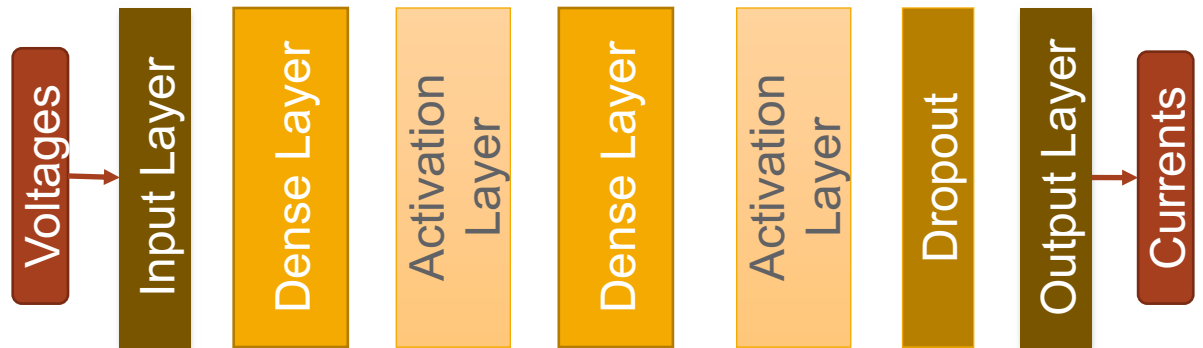 Voltages
Input Layer
Dense Layer
Activation
Layer
Dense Layer
Activation
Layer
Dropout
Output Layer
Currents